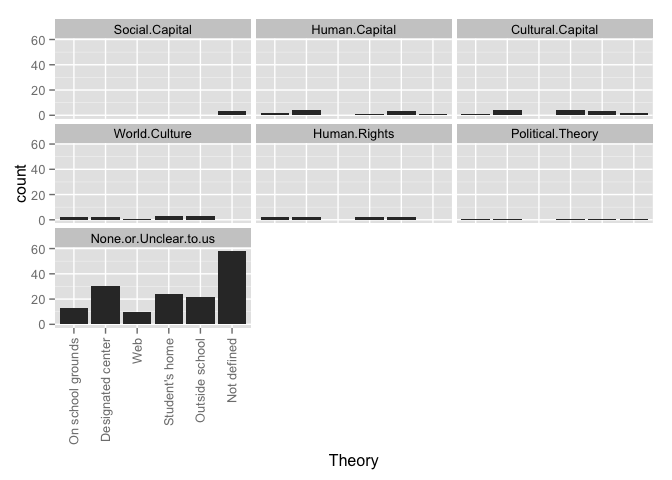 Social.Capital Human.Capital Cultural.Capital
60
40
20
0
World.Culture Human.Rights Political.Theory
60
40
20
0
count
None.or.Unclear.to.us
60
40
20
0
On school grounds
Designated center
Web
Student's home
Outside school
Not defined
Theory